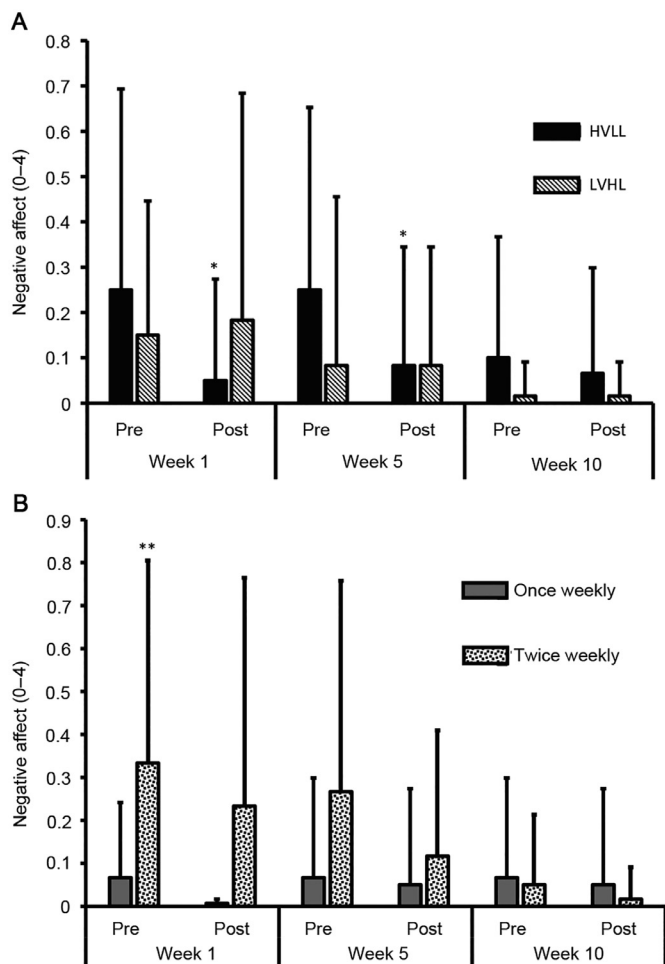 A
0.8
0.7
0.6
0.5
0.4
0.3
0.2
0.1
0
Negative affect (0–4)
HVLL
LVHL
*
*
Pre Post Pre Post Pre Post
Week 1 Week 5 Week 10
B
0.9
0.8
0.7
0.6
0.5
0.4
0.3
0.2
0.1
0
Negative affect (0–4)
**
Once weekly
Twice weekly
Pre Post Pre Post Pre Post
Week 1 Week 5 Week 10